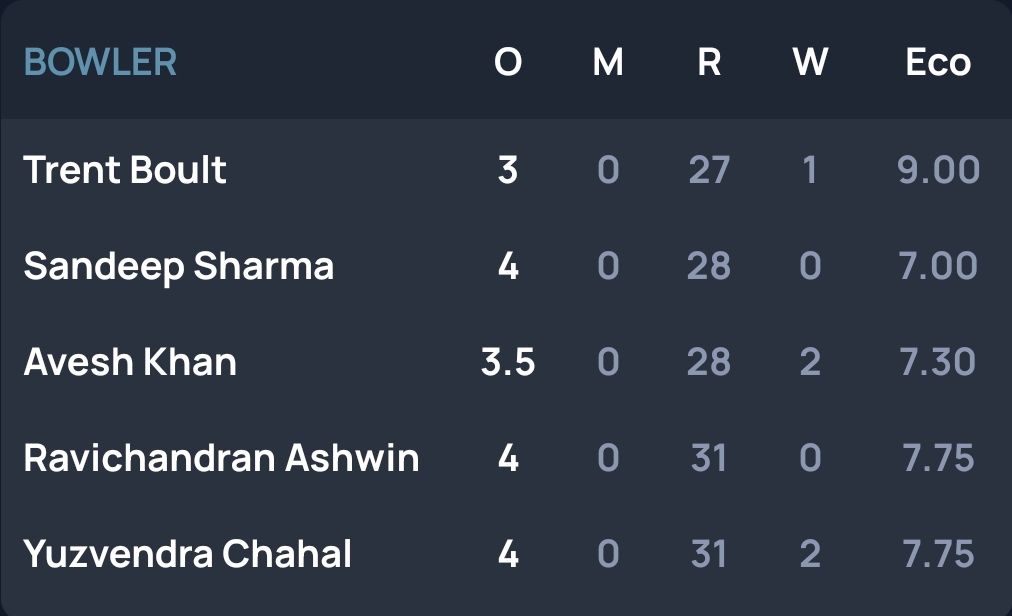 BOWLER O M R W Eco
Trent Boult 3 0 27 1 9.00
Sandeep Sharma 4 0 28 0 7.00
Avesh Khan 3.5 0 28 2 7.30
Ravichandran Ashwin 4 0 31 0 7.75
Yuzvendra Chahal 4 0 31 2 7.75